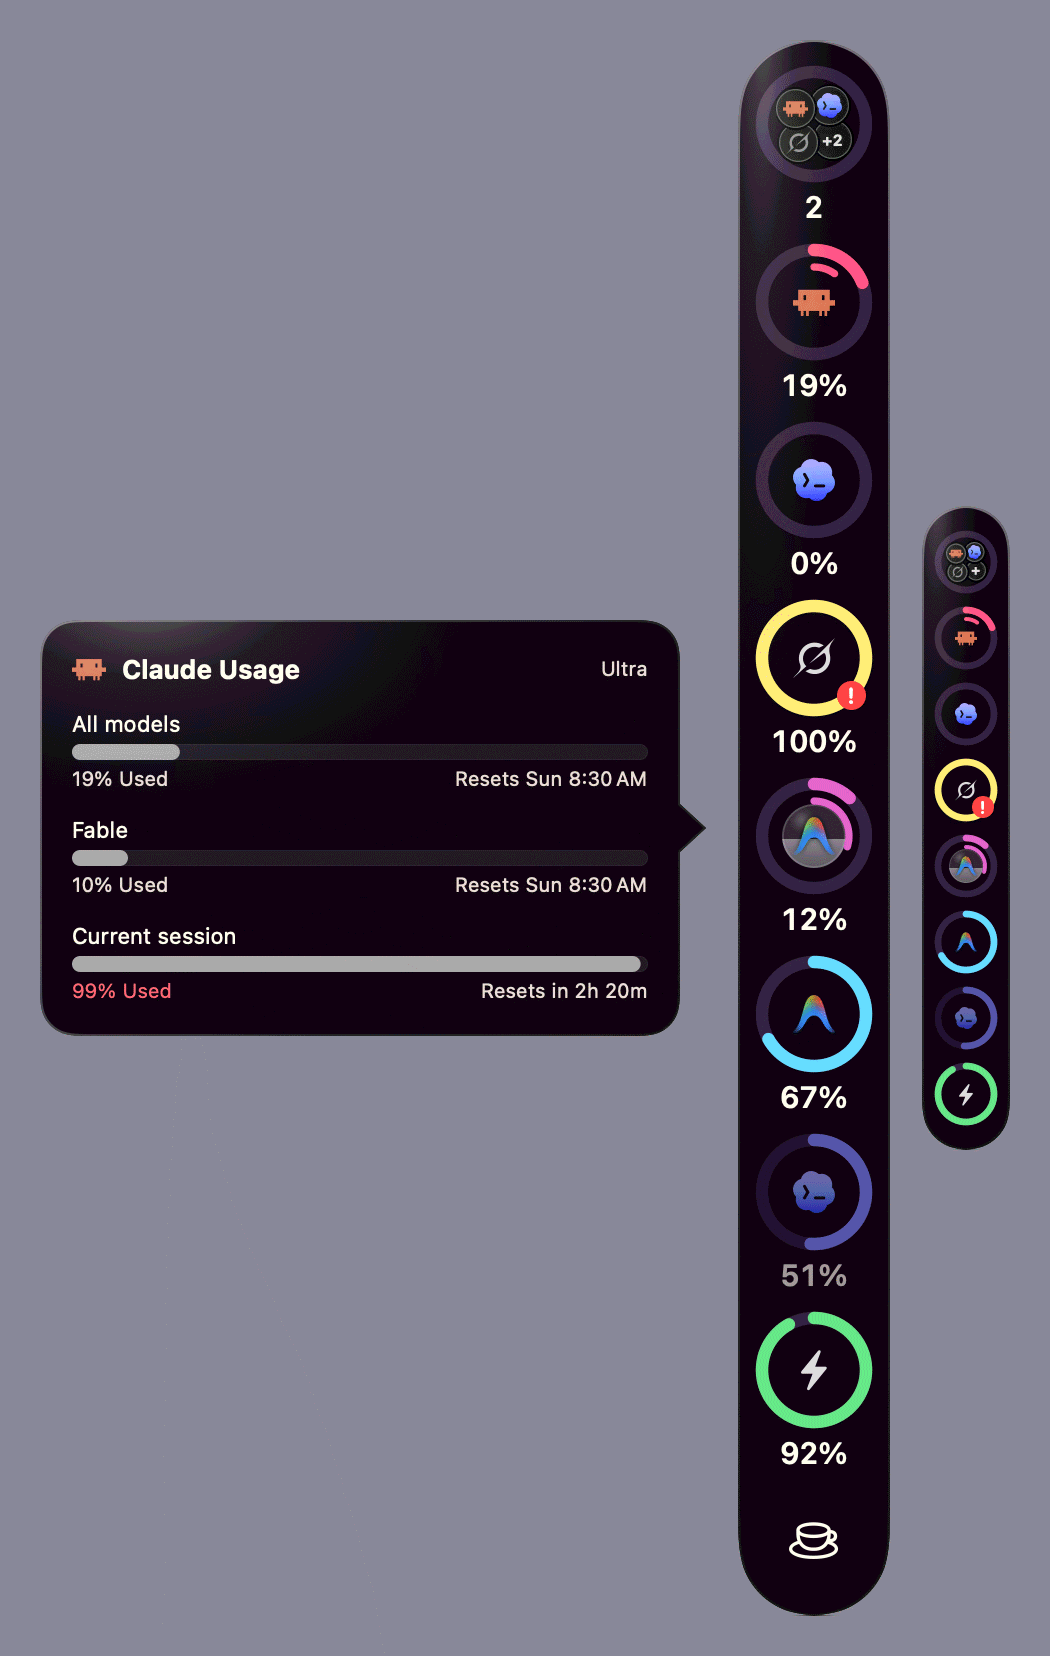 +2
2
19%
0%
!
100%
12%
67%
51%
92%
Claude Usage
Ultra
All models
19% Used
Resets Sun 8:30 AM
Fable
10% Used
Resets Sun 8:30 AM
Current session
99% Used
Resets in 2h 20m
+
!